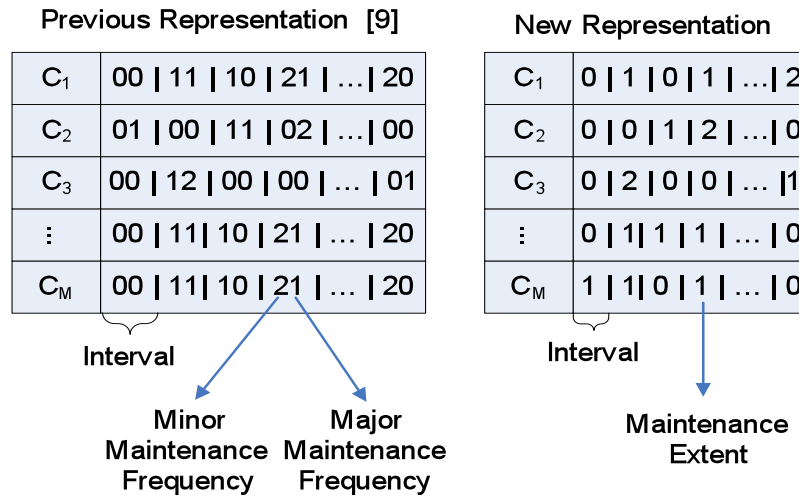 Previous Representation [9]
C1 00 | 11 | 10 | 21 | ... | 20
C2 01 | 00 | 11 | 02 | ... | 00
C3 00 | 12 | 00 | 00 | ... | 01
⋮ 00 | 11 | 10 | 21 | ... | 20
CM 00 | 11 | 10 | 21 | ... | 20
Interval
Minor
Maintenance
Frequency
Major
Maintenance
Frequency
New Representation
C1 0 | 1 | 0 | 1 | ... | 2
C2 0 | 0 | 1 | 2 | ... | 0
C3 0 | 2 | 0 | 0 | ... | 1
⋮ 0 | 1 | 1 | 1 | ... | 0
CM 1 | 1 | 0 | 1 | ... | 0
Interval
Maintenance
Extent